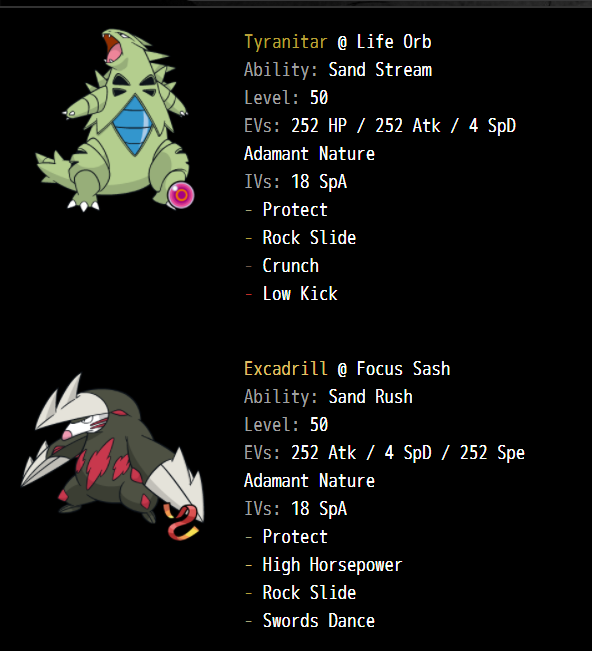 Tyranitar @ Life Orb
Ability: Sand Stream
Level: 50
EVs: 252 HP / 252 Atk / 4 SpD
Adamant Nature
IVs: 18 SpA
- Protect
- Rock Slide
- Crunch
- Low Kick
Excadrill @ Focus Sash
Ability: Sand Rush
Level: 50
EVs: 252 Atk / 4 SpD / 252 Spe
Adamant Nature
IVs: 18 SpA
- Protect
- High Horsepower
- Rock Slide
- Swords Dance